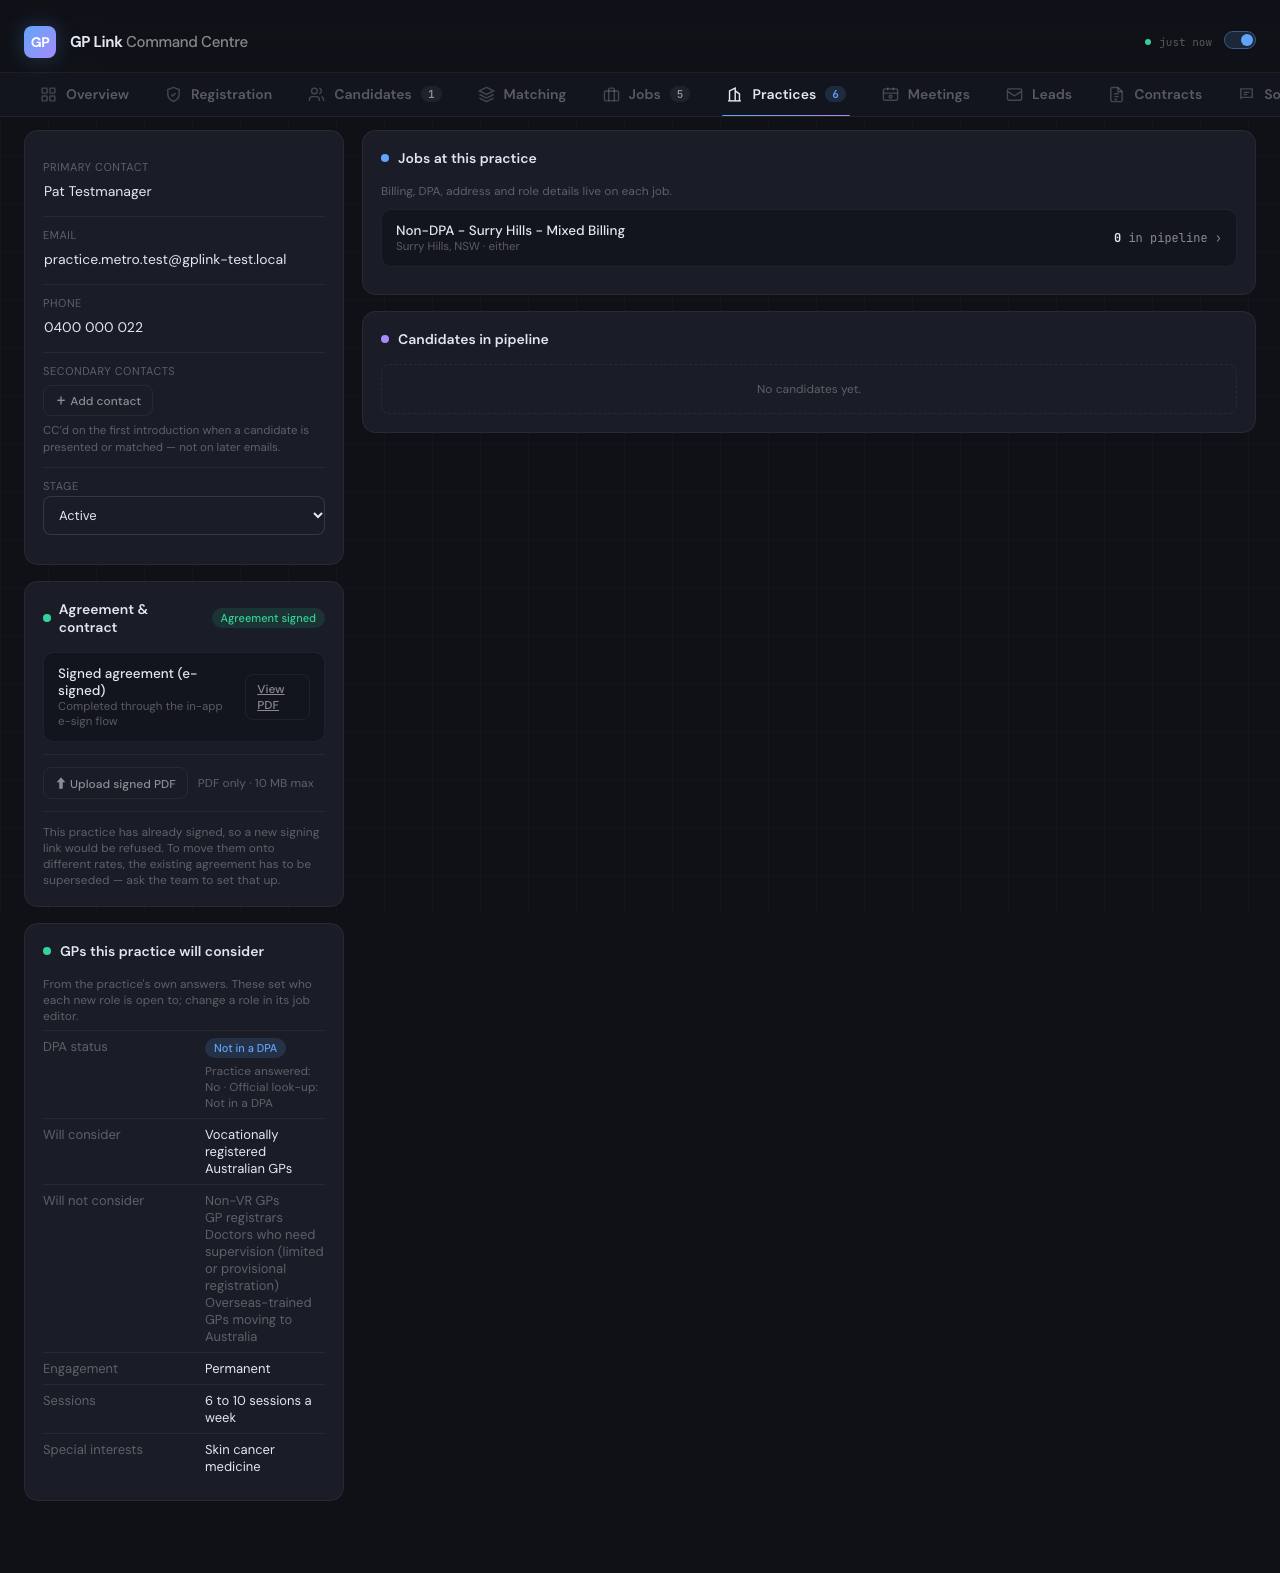 GP
GP Link Command Centre
just now
Overview
Registration
Candidates 1
Matching
Jobs 5
Practices 6
Meetings
Leads
Contracts
So
PRIMARY CONTACT
Pat Testmanager
EMAIL
practice.metro.test@gplink-test.local
PHONE
0400 000 022
SECONDARY CONTACTS
+ Add contact
CC'd on the first introduction when a candidate is
presented or matched — not on later emails.
STAGE
Active
Agreement &
contract
Agreement signed
Signed agreement (e-
signed)
Completed through the in-app
e-sign flow
View
PDF
⬆ Upload signed PDF
PDF only · 10 MB max
This practice has already signed, so a new signing
link would be refused. To move them onto
different rates, the existing agreement has to be
superseded — ask the team to set that up.
GPs this practice will consider
From the practice's own answers. These set who
each new role is open to; change a role in its job
editor.
DPA status
Not in a DPA
Practice answered:
No · Official look-up:
Not in a DPA
Will consider
Vocationally
registered
Australian GPs
Will not consider
Non-VR GPs
GP registrars
Doctors who need
supervision (limited
or provisional
registration)
Overseas-trained
GPs moving to
Australia
Engagement
Permanent
Sessions
6 to 10 sessions a
week
Special interests
Skin cancer
medicine
Jobs at this practice
Billing, DPA, address and role details live on each job.
Non-DPA - Surry Hills - Mixed Billing
Surry Hills, NSW · either
0 in pipeline ›
Candidates in pipeline
No candidates yet.